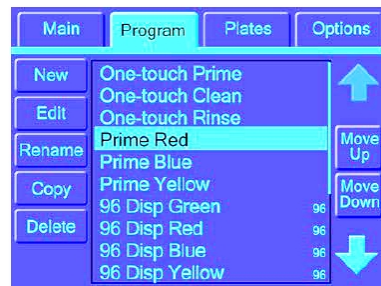 Main Program Plates Options
New
Edit
Rename
Copy
Delete
One-touch Prime
One-touch Clean
One-touch Rinse
Prime Red
Prime Blue
Prime Yellow
96 Disp Green 96
96 Disp Red 96
96 Disp Blue 96
96 Disp Yellow 96
Move
Up
Move
Down